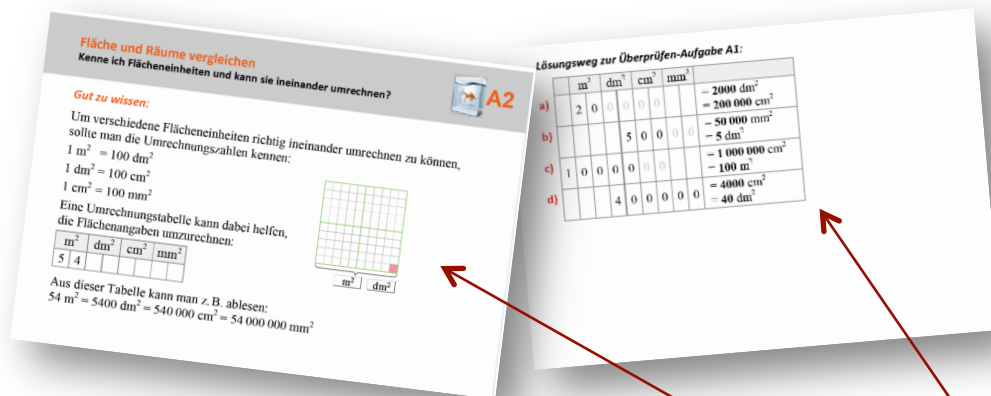 Fläche und Räume vergleichen
Kenne ich Flächeneinheiten und kann sie ineinander umrechnen?
A2
Gut zu wissen:
Um verschiedene Flächeneinheiten richtig ineinander umrechnen zu können,
sollte man die Umrechnungszahlen kennen:
1 m² = 100 dm²
1 dm² = 100 cm²
1 cm² = 100 mm²
Eine Umrechnungstabelle kann dabei helfen,
die Flächenangaben umzurechnen:
m² dm² cm² mm²
5 4
m² dm²
Aus dieser Tabelle kann man z. B. ablesen:
54 m² = 5400 dm² = 540 000 cm² = 54 000 000 mm²
Lösungsweg zur Überprüfen-Aufgabe A1:
m² dm² cm² mm²
a) 2 0 0 0 0 0 = 2000 dm²
= 200 000 cm²
b) 5 0 0 0 0 = 50 000 mm²
= 5 dm²
c) 1 0 0 0 0 0 0 = 1 000 000 cm²
= 100 m²
d) 4 0 0 0 0 0 = 4000 cm²
= 40 dm²